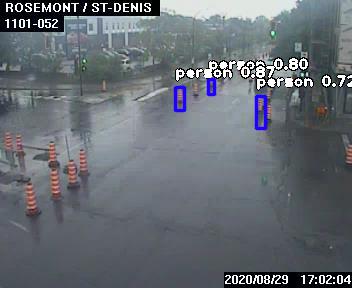 ROSEMONT / ST-DENIS
1101-052
person 0.80
person 0.87
person 0.72
2020/08/29 17:02:04